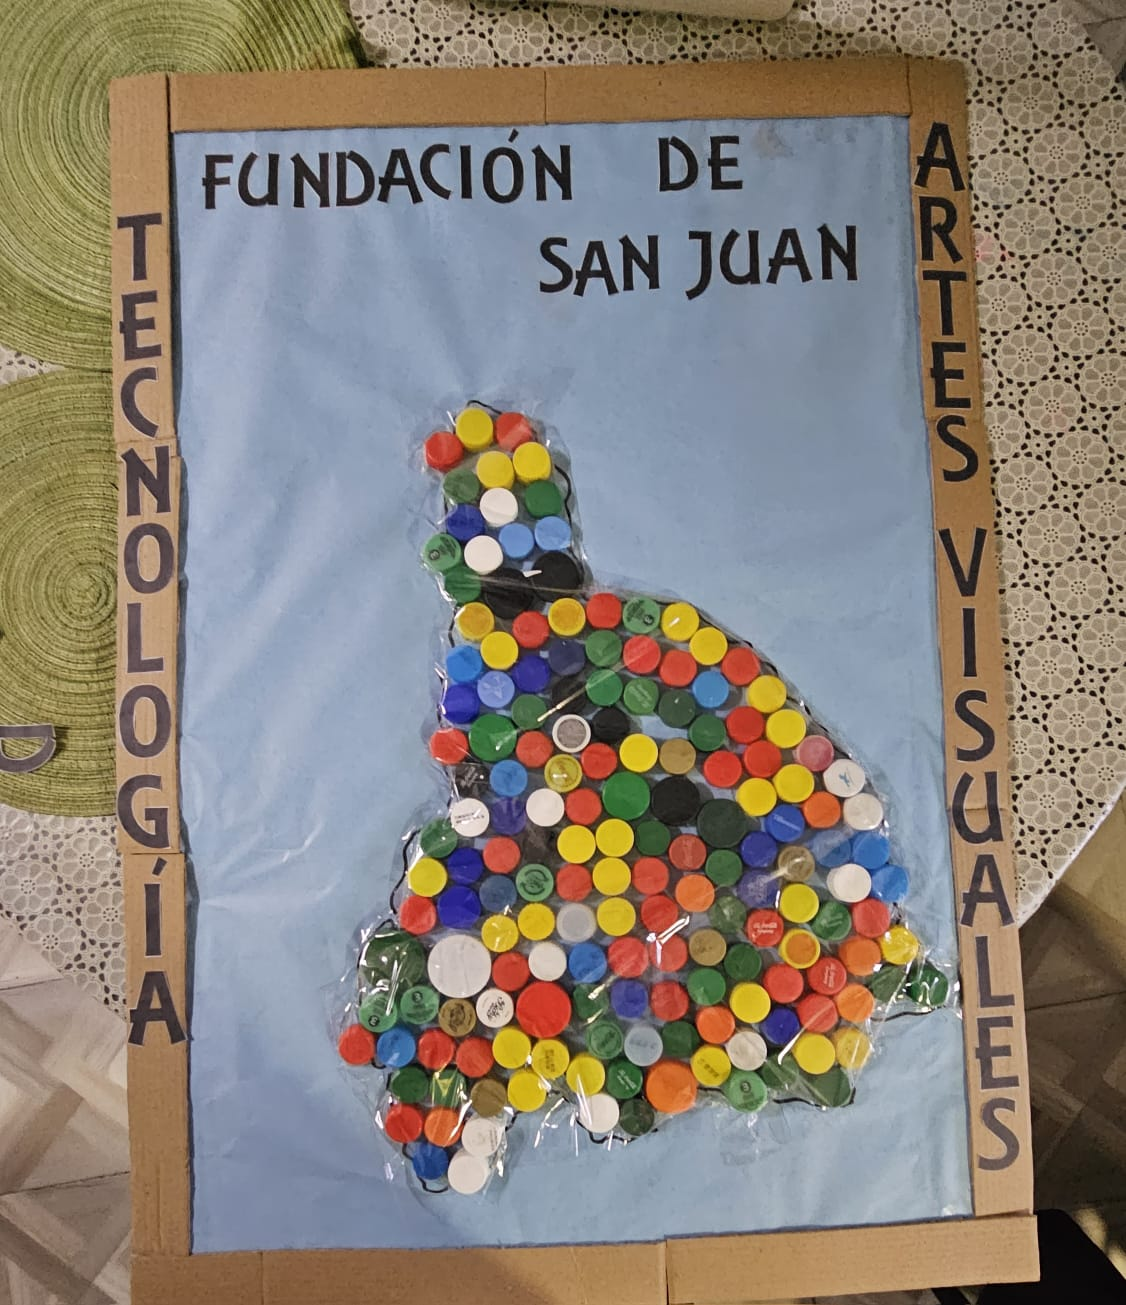 FUNDACIÓN DE
SAN JUAN
TECNOLOGÍA
ARTES VISUALES
D